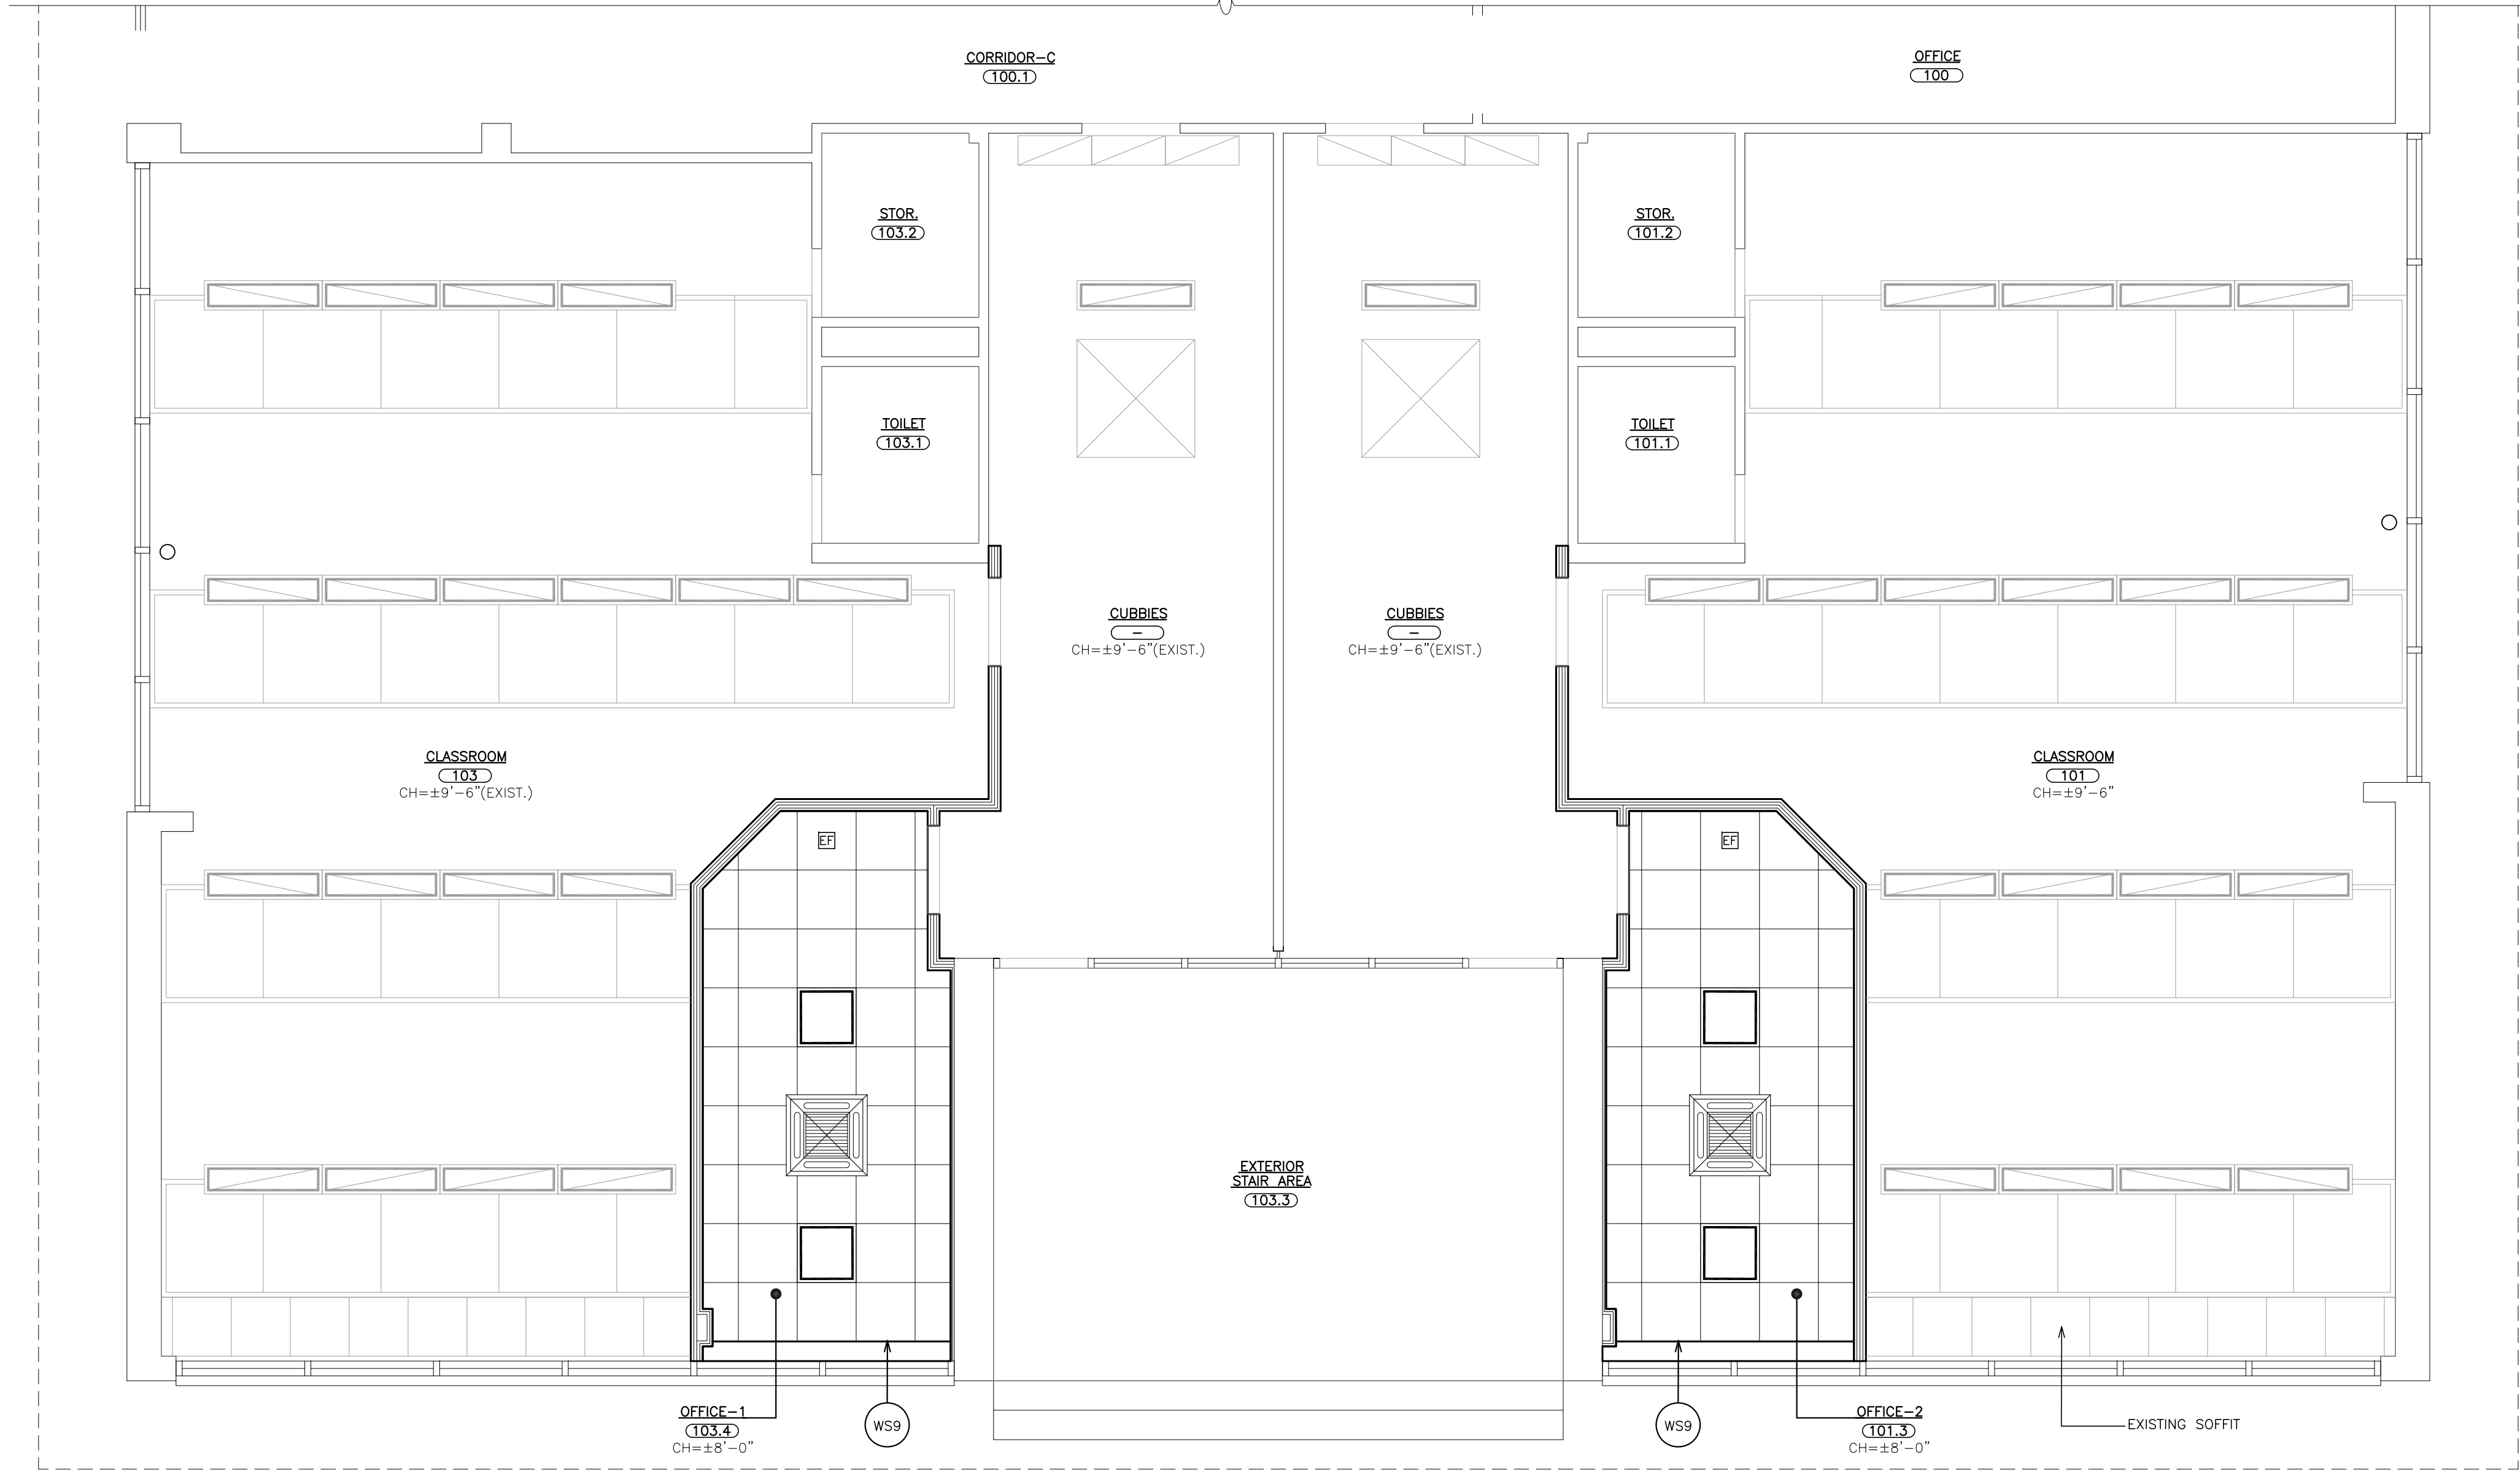 CORRIDOR-C
100.1
OFFICE
100
STOR.
103.2
STOR.
101.2
TOILET
103.1
TOILET
101.1
CUBBIES
-
CH=±9'-6"(EXIST.)
CUBBIES
-
CH=±9'-6"(EXIST.)
CLASSROOM
103
CH=±9'-6"(EXIST.)
CLASSROOM
101
CH=±9'-6"
EF
EF
EXTERIOR
STAIR AREA
103.3
OFFICE-1
103.4
CH=±8'-0"
WS9
WS9
OFFICE-2
101.3
CH=±8'-0"
EXISTING SOFFIT